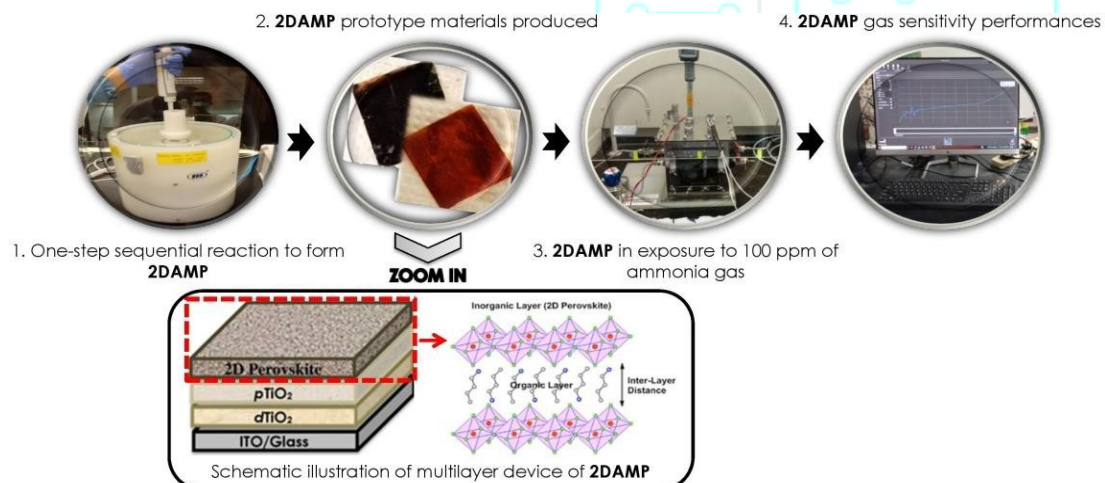 2. 2DAMP prototype materials produced
4. 2DAMP gas sensitivity performances
1. One-step sequential reaction to form
2DAMP
ZOOM IN
3. 2DAMP in exposure to 100 ppm of
ammonia gas
2D Perovskite
pTiO₂
dTiO₂
ITO/Glass
Inorganic Layer (2D Perovskite)
Organic Layer
Inter-Layer
Distance
Schematic illustration of multilayer device of 2DAMP